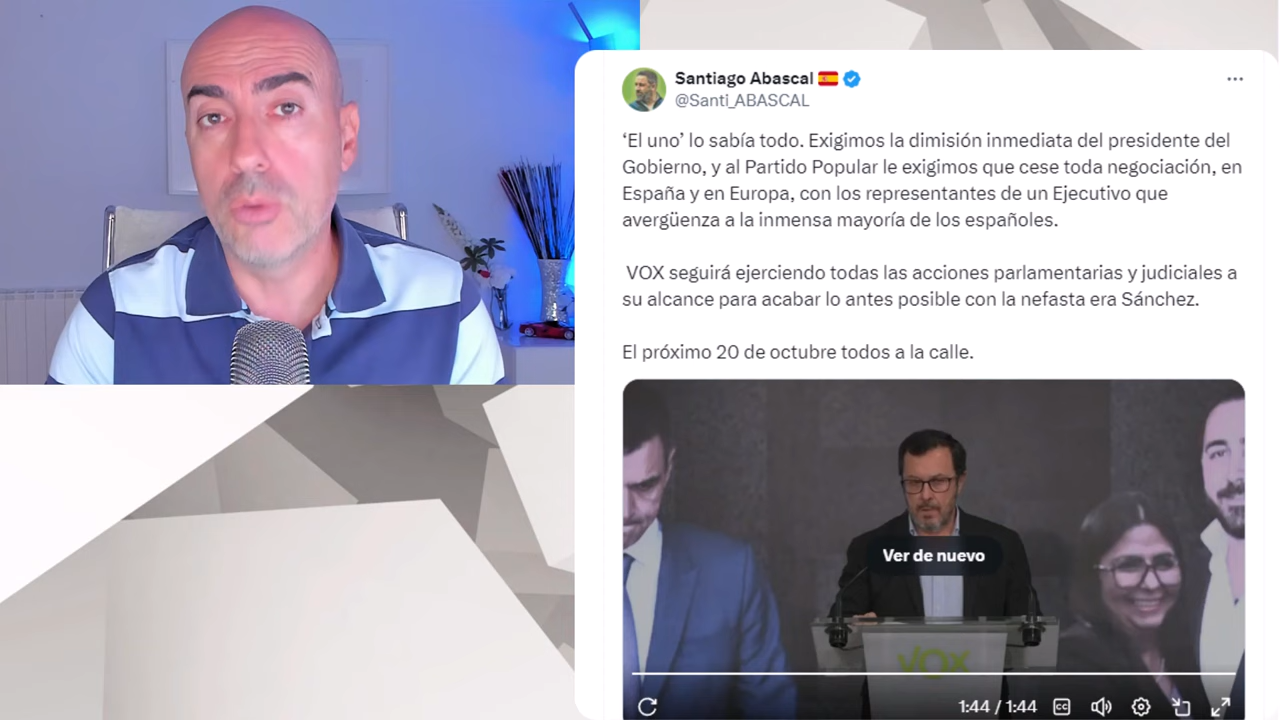 Santiago Abascal
@Santi_ABASCAL
‘El uno’ lo sabía todo. Exigimos la dimisión inmediata del presidente del
Gobierno, y al Partido Popular le exigimos que cese toda negociación, en
España y en Europa, con los representantes de un Ejecutivo que
avergüenza a la inmensa mayoría de los españoles.
VOX seguirá ejerciendo todas las acciones parlamentarias y judiciales a
su alcance para acabar lo antes posible con la nefasta era Sánchez.
El próximo 20 de octubre todos a la calle.
Ver de nuevo
VOX
1:44 / 1:44
CC